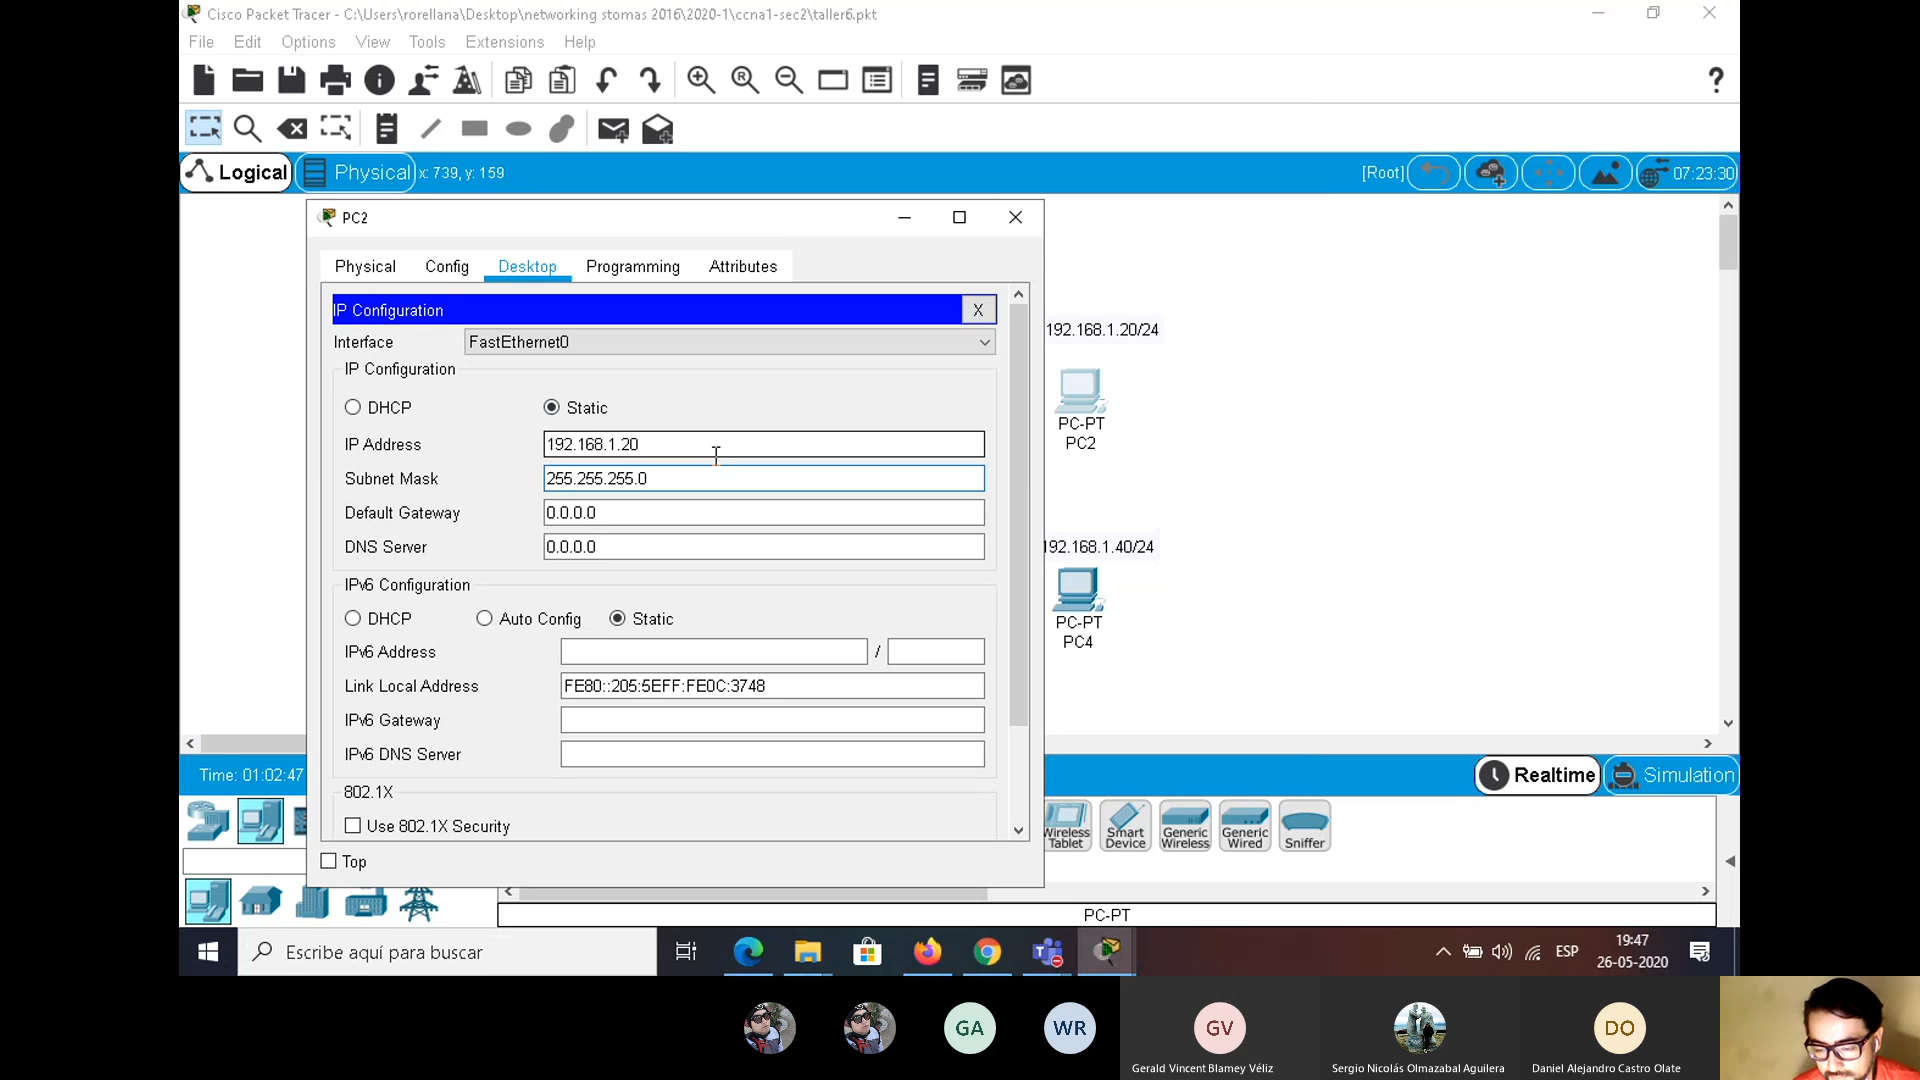 Cisco Packet Tracer - C:\Users\rorellana\Desktop\networking stomas 2016\2020-1\ccna1-sec2\taller6.pkt
File Edit Options View Tools Extensions Help
Logical Physical x: 739, y: 159 [Root] 07:23:30
PC2
Physical Config Desktop Programming Attributes
IP Configuration X
Interface FastEthernet0
IP Configuration
DHCP Static
IP Address 192.168.1.20
Subnet Mask 255.255.255.0
Default Gateway 0.0.0.0
DNS Server 0.0.0.0
IPv6 Configuration
DHCP Auto Config Static
IPv6 Address /
Link Local Address FE80::205:5EFF:FE0C:3748
IPv6 Gateway
IPv6 DNS Server
802.1X
Use 802.1X Security
Top
192.168.1.20/24
PC-PT
PC2
192.168.1.40/24
PC-PT
PC4
Time: 01:02:47 Realtime Simulation
Wireless Tablet
Smart Device
Generic Wireless
Generic Wired
Sniffer
PC-PT
Escribe aquí para buscar
ESP
19:47
26-05-2020
GA WR GV DO
Gerald Vincent Blamey Véliz Sergio Nicolás Olmazabal Aguilera Daniel Alejandro Castro Olate